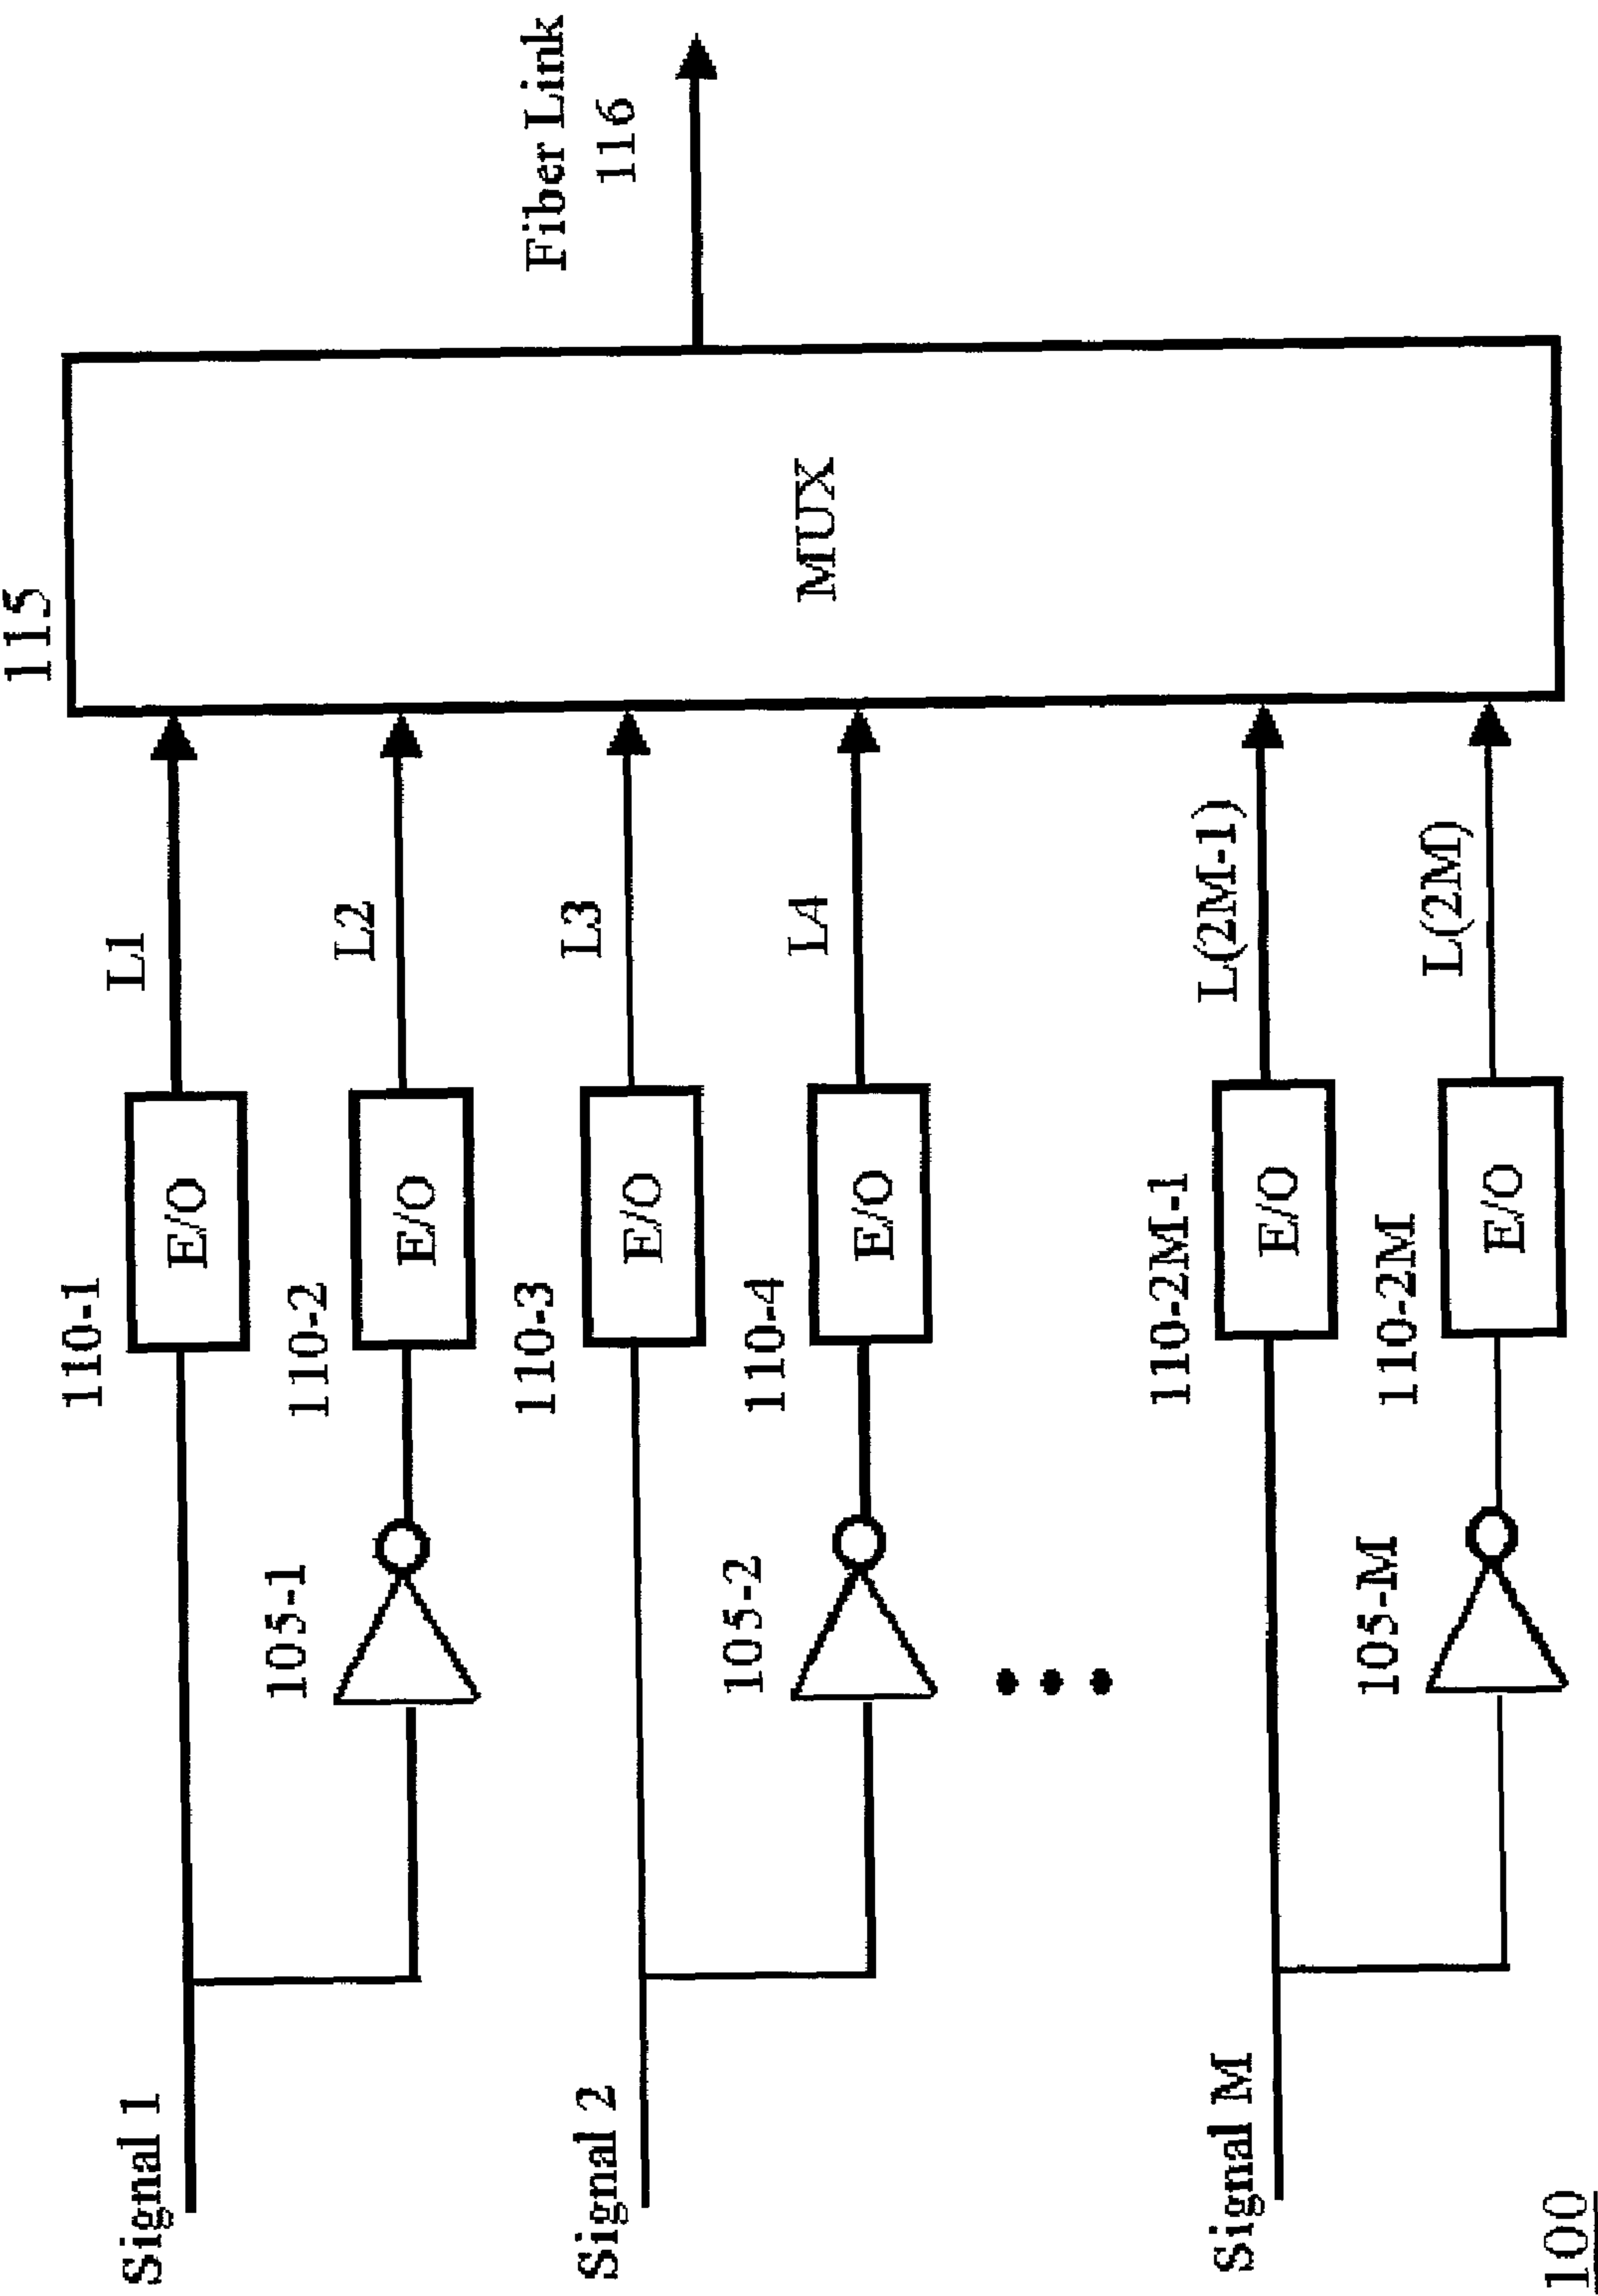 115
Fiber Link
116
MUX
110-1
E/O
L1
Signal 1
105-1
110-2
E/O
L2
110-3
E/O
L3
Signal 2
105-2
110-4
E/O
L4
110-2M-1
E/O
L(2M-1)
Signal M
105-M
110-2M
E/O
L(2M)
100